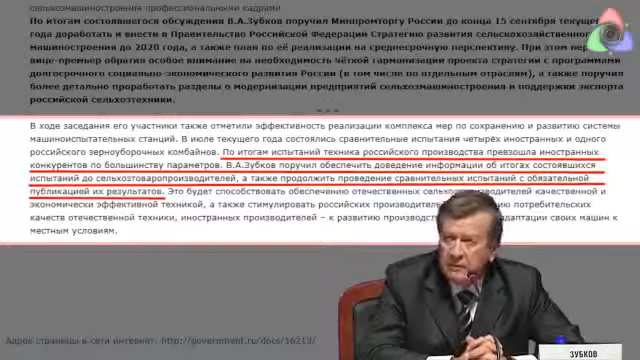 сельхозмашиностроения профессиональными кадрами
По итогам состоявшегося обсуждения В.А.Зубков поручил Минпромторгу России до конца 15 сентября текущего
года доработать и внести в Правительство Российской Федерации Стратегию развития сельскохозяйственного
машиностроения до 2020 года, а также план по её реализации на среднесрочную перспективу. При этом первый
вице-премьер обратил особое внимание на необходимость чёткой гармонизации проекта стратегии с программами
долгосрочного социально-экономического развития России (в том числе по отдельным отраслям), а также поручил
более детально проработать разделы о модернизации предприятий сельхозмашиностроения и поддержки экспорта
российской сельхозтехники.
* * *
В ходе заседания его участники также отметили эффективность реализации комплекса мер по сохранению и развитию системы
машиноиспытательных станций. В июле текущего года состоялись сравнительные испытания четырёх иностранных и одного
российского зерноуборочных комбайнов. По итогам испытаний техника российского производства превзошла иностранных
конкурентов по большинству параметров. В.А.Зубков поручил обеспечить доведение информации об итогах состоявшихся
испытаний до сельхозтоваропроизводителей, а также продолжить проведение сравнительных испытаний с обязательной
публикацией их результатов. Это будет способствовать обеспечению отечественных качественной и
экономически эффективной техникой, а также стимулировать российских потребительских
качеств отечественной техники, иностранных производителей – к развитию адаптации своих машин к
местным условиям.
Адрес страницы в сети интернет: http://government.ru/docs/16213/
ЗУБКОВ